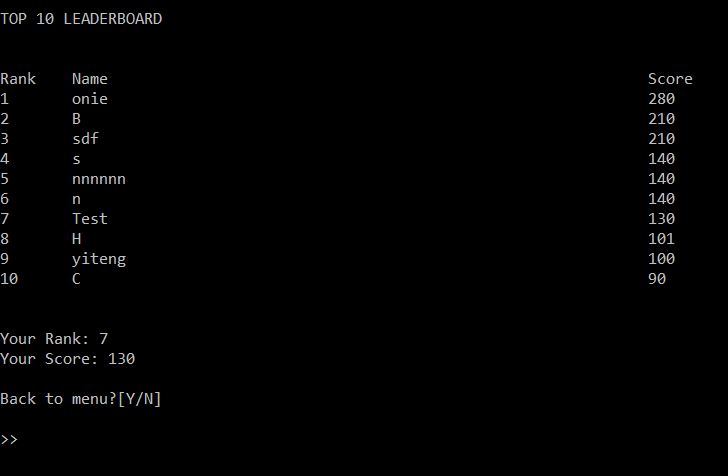 TOP 10 LEADERBOARD
Rank Name Score
1 onie 280
2 B 210
3 sdf 210
4 s 140
5 nnnnnn 140
6 n 140
7 Test 130
8 H 101
9 yiteng 100
10 C 90
Your Rank: 7
Your Score: 130
Back to menu?[Y/N]
>>